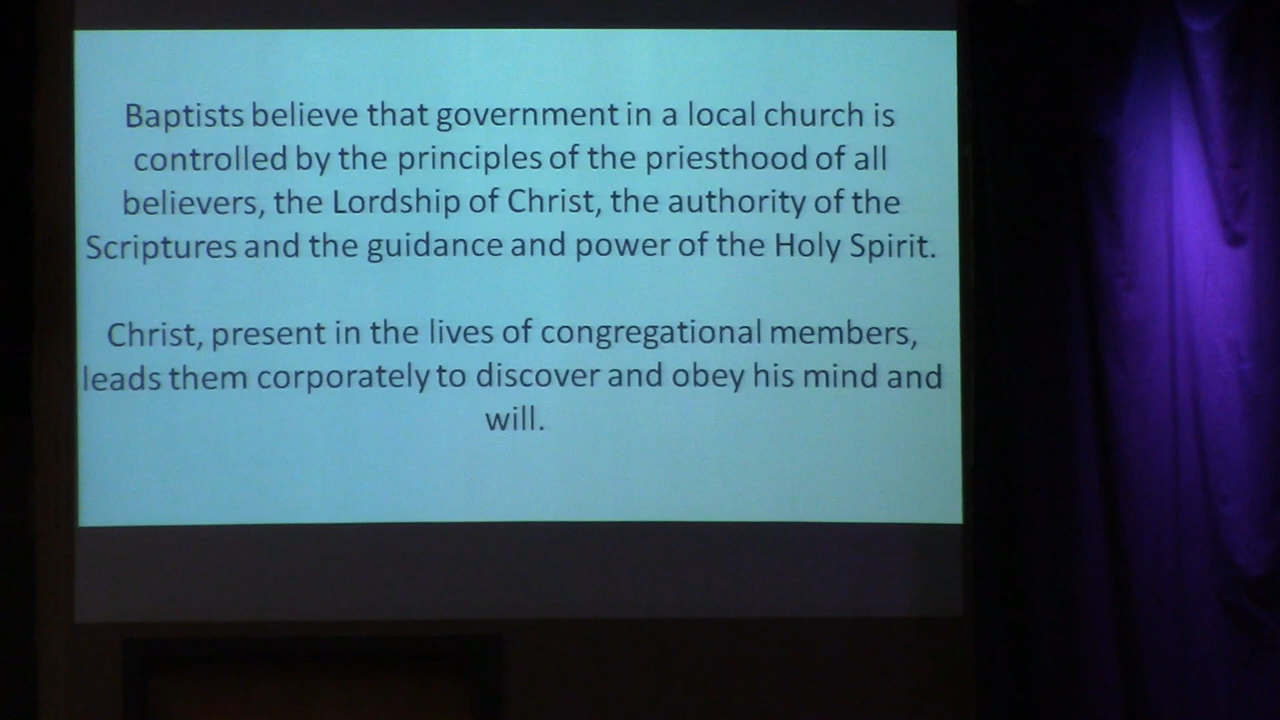 Baptists believe that government in a local church is
controlled by the principles of the priesthood of all
believers, the Lordship of Christ, the authority of the
Scriptures and the guidance and power of the Holy Spirit.
Christ, present in the lives of congregational members,
leads them corporately to discover and obey his mind and
will.